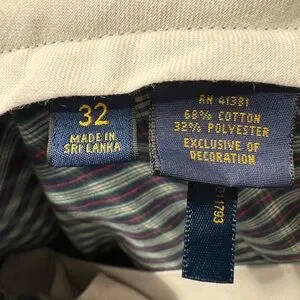 32
MADE IN
SRI LANKA
RN 41381
68% COTTON
32% POLYESTER
EXCLUSIVE OF
DECORATION